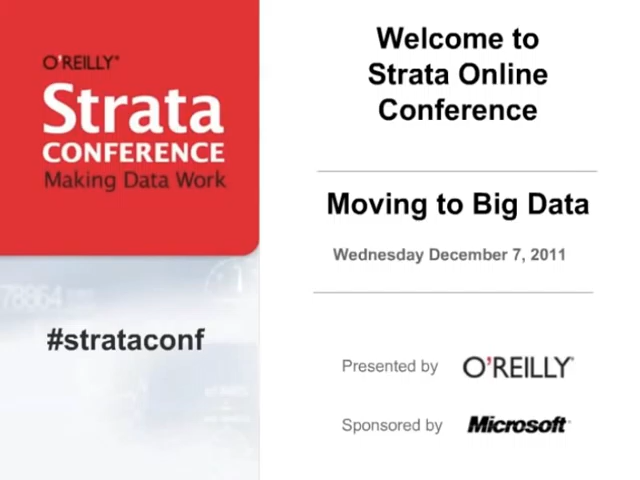 O'REILLY®
Strata
CONFERENCE
Making Data Work
78864
#strataconf
Welcome to
Strata Online
Conference
Moving to Big Data
Wednesday December 7, 2011
Presented by O'REILLY®
Sponsored by Microsoft®